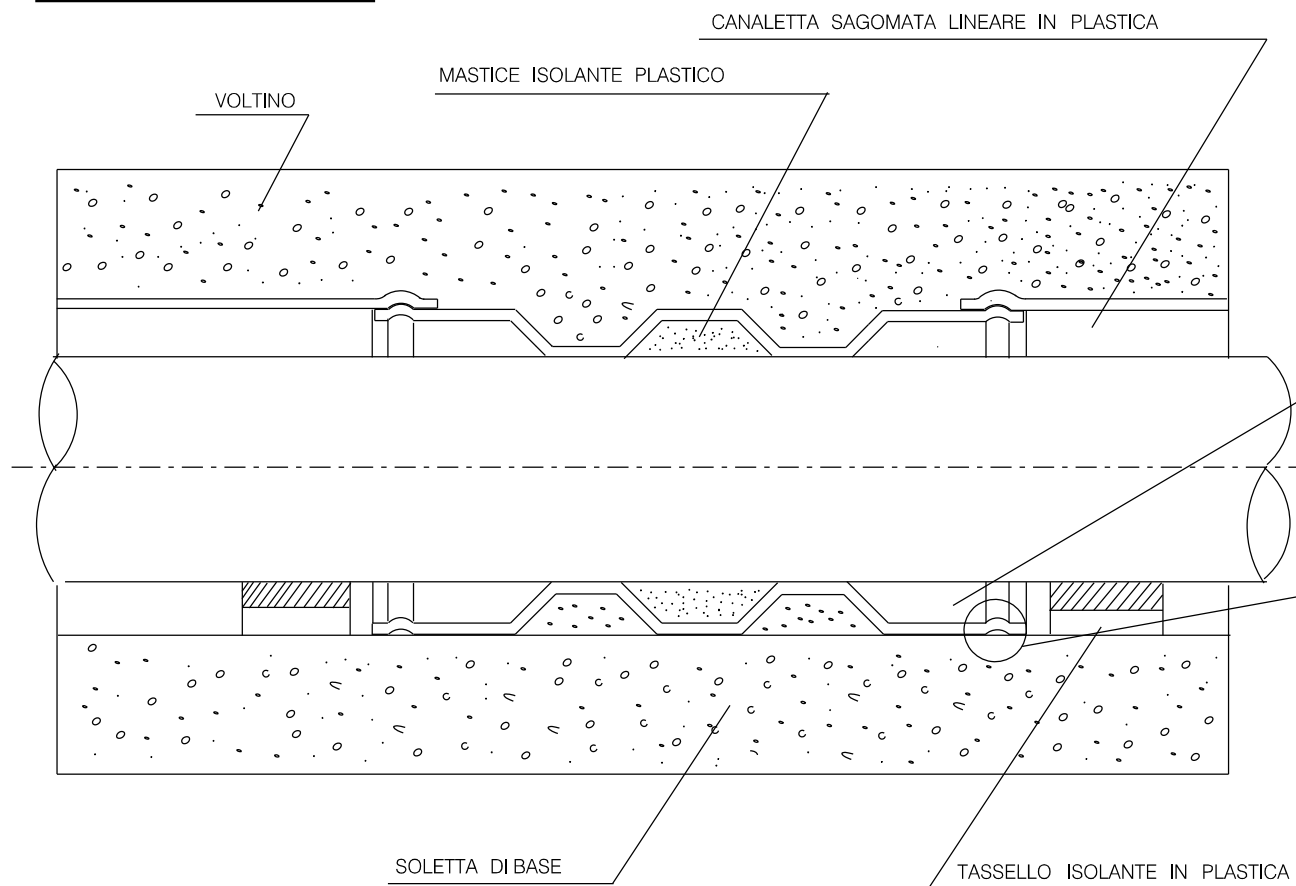 CANALETTA SAGOMATA LINEARE IN PLASTICA
MASTICE ISOLANTE PLASTICO
VOLTINO
SOLETTA DI BASE
TASSELLO ISOLANTE IN PLASTICA